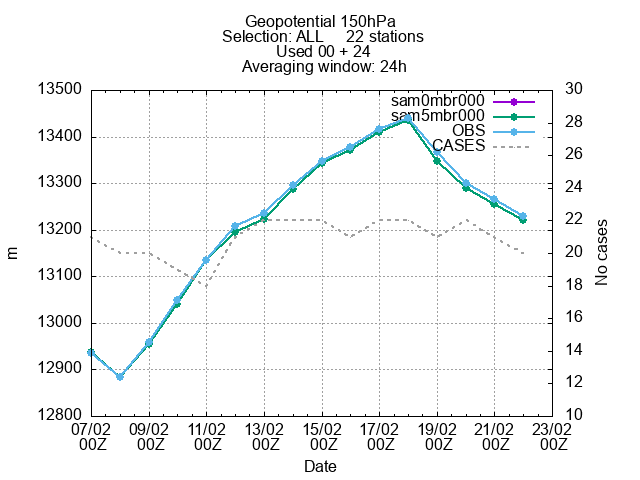 Geopotential 150hPa
Selection: ALL 22 stations
Used 00 + 24
Averaging window: 24h
sam0mbr000
sam5mbr000
OBS
CASES
13500
13400
13300
13200
13100
13000
12900
12800
m
30
28
26
24
22
20
18
16
14
12
10
No cases
07/02 09/02 11/02 13/02 15/02 17/02 19/02 21/02 23/02
00Z 00Z 00Z 00Z 00Z 00Z 00Z 00Z 00Z
Date